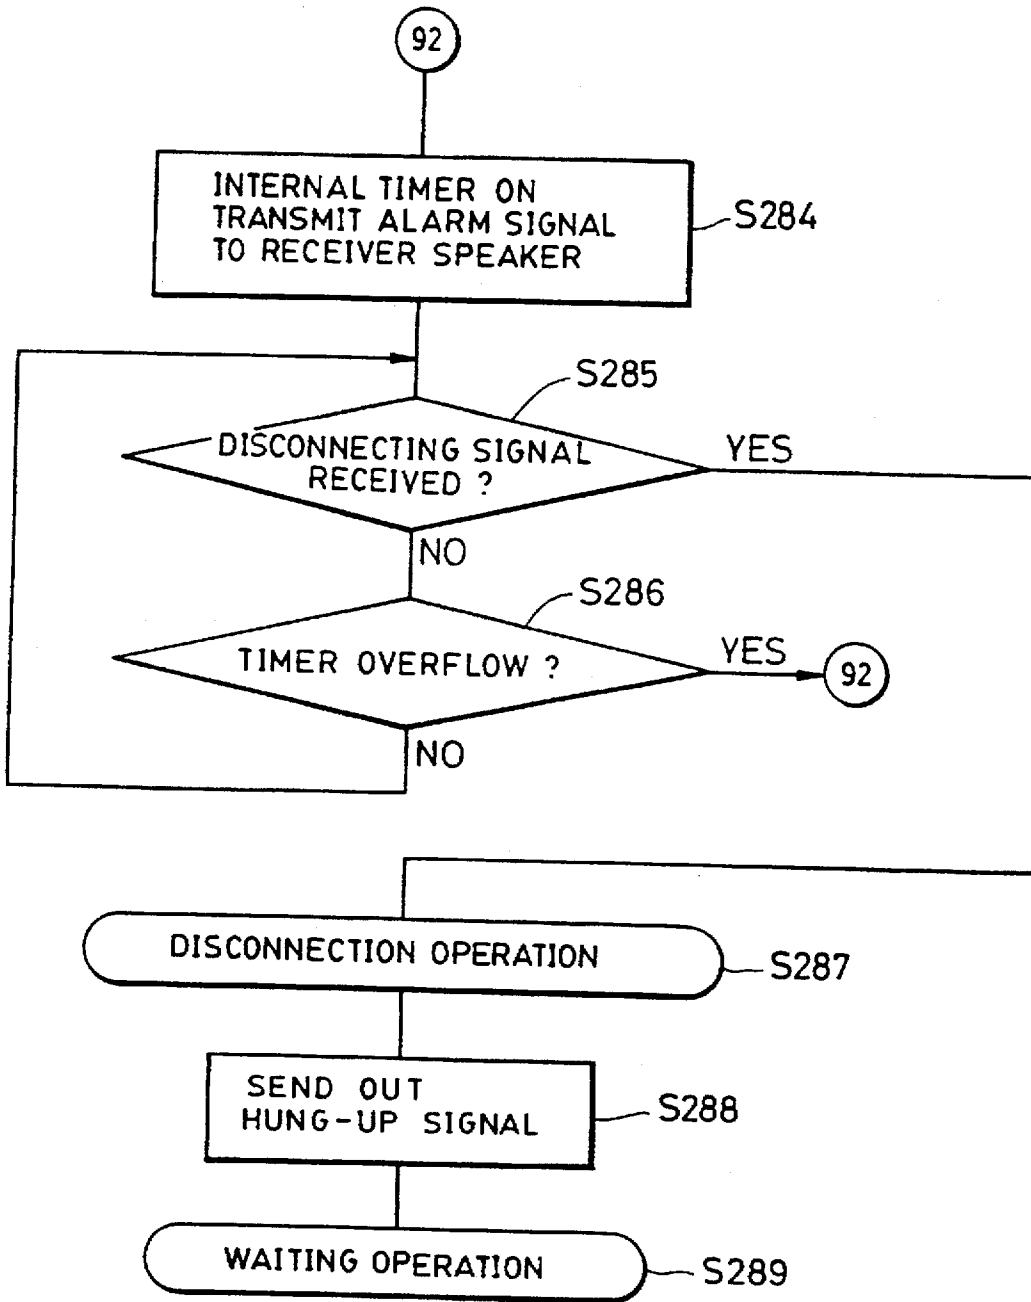 92
INTERNAL TIMER ON
TRANSMIT ALARM SIGNAL
TO RECEIVER SPEAKER
S284
S285
DISCONNECTING SIGNAL
RECEIVED ?
YES
NO
S286
TIMER OVERFLOW ?
YES
92
NO
DISCONNECTION OPERATION
S287
SEND OUT
HUNG-UP SIGNAL
S288
WAITING OPERATION
S289